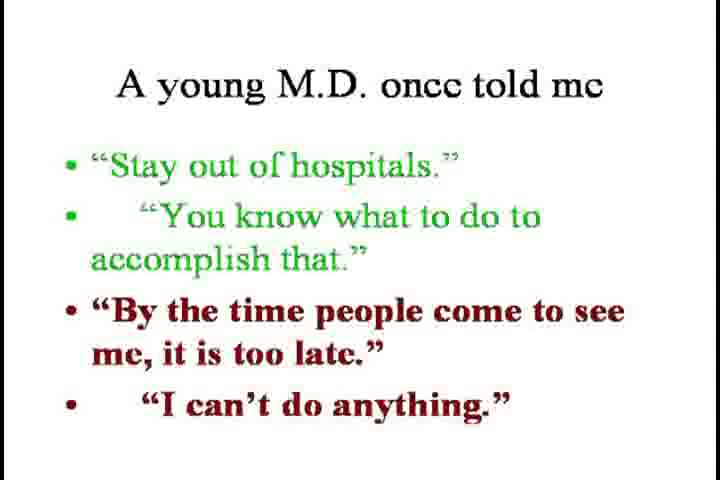 A young M.D. once told me
• “Stay out of hospitals.”
• “You know what to do to
accomplish that.”
• “By the time people come to see
me, it is too late.”
• “I can’t do anything.”